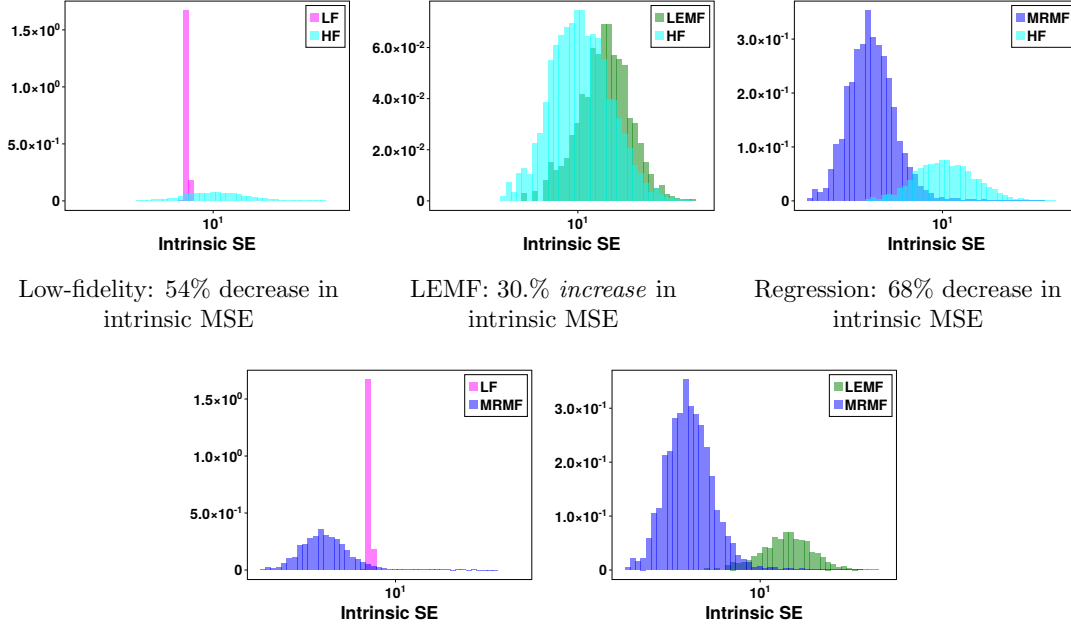 LF
HF
1.5×10⁰
1.0×10⁰
5.0×10⁻¹
0
10¹
Intrinsic SE
LEMF
HF
6.0×10⁻²
4.0×10⁻²
2.0×10⁻²
0
10¹
Intrinsic SE
MRMF
HF
3.0×10⁻¹
2.0×10⁻¹
1.0×10⁻¹
0
10¹
Intrinsic SE
Low-fidelity: 54% decrease in
intrinsic MSE
LEMF: 30.% increase in
intrinsic MSE
Regression: 68% decrease in
intrinsic MSE
LF
MRMF
1.5×10⁰
1.0×10⁰
5.0×10⁻¹
0
10¹
Intrinsic SE
LEMF
MRMF
3.0×10⁻¹
2.0×10⁻¹
1.0×10⁻¹
0
10¹
Intrinsic SE